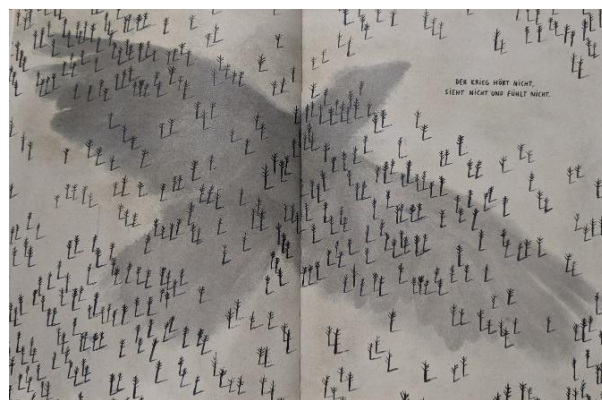 DER KRIEG HÖRT NICHT,
SIEHT NICHT UND FÜHLT NICHT.